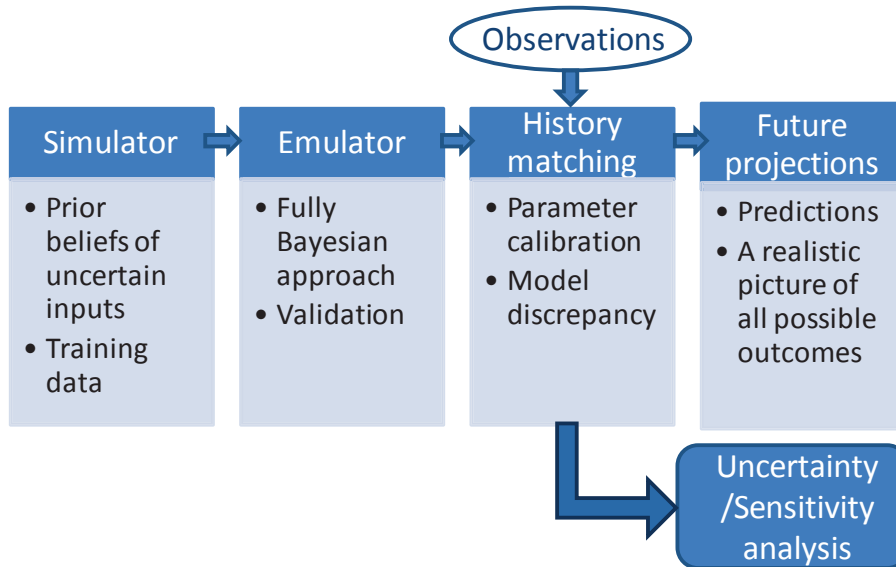 Observations
Simulator
• Prior
beliefs of
uncertain
inputs
• Training
data
Emulator
• Fully
Bayesian
approach
• Validation
History
matching
• Parameter
calibration
• Model
discrepancy
Future
projections
• Predictions
• A realistic
picture of
all possible
outcomes
Uncertainty
/Sensitivity
analysis